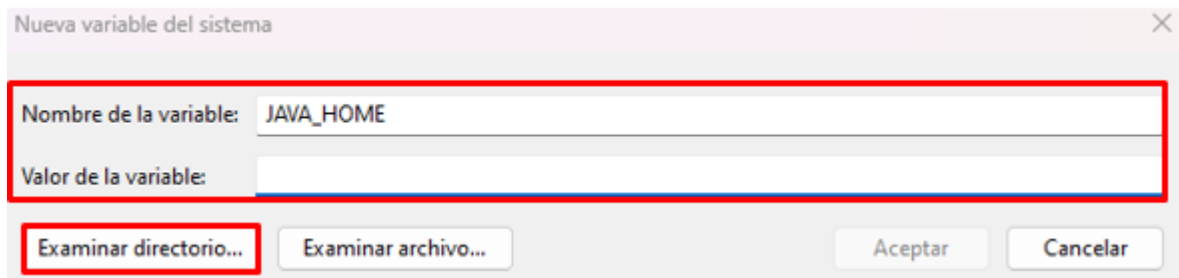 Nueva variable del sistema
Nombre de la variable: JAVA_HOME
Valor de la variable:
Examinar directorio... Examinar archivo... Aceptar Cancelar